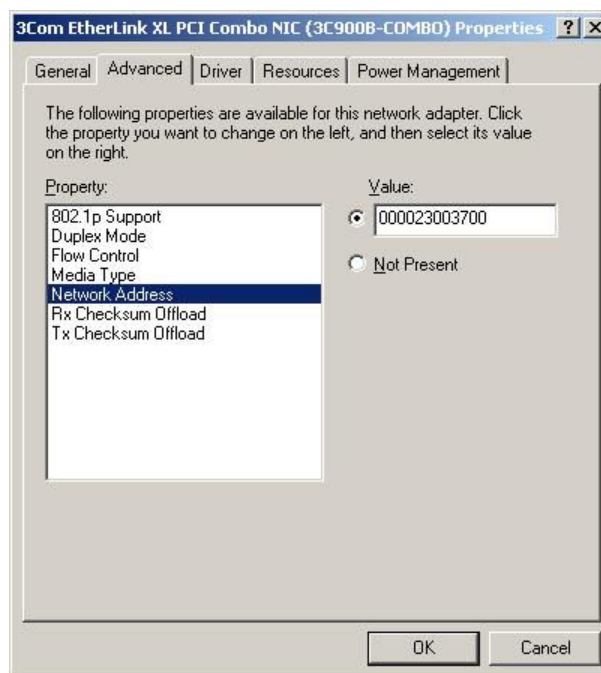 3Com EtherLink XL PCI Combo NIC (3C900B-COMBO) Properties
General Advanced Driver Resources Power Management
The following properties are available for this network adapter. Click
the property you want to change on the left, and then select its value
on the right.
Property:
802.1p Support
Duplex Mode
Flow Control
Media Type
Network Address
Rx Checksum Offload
Tx Checksum Offload
Value:
000023003700
Not Present
OK Cancel